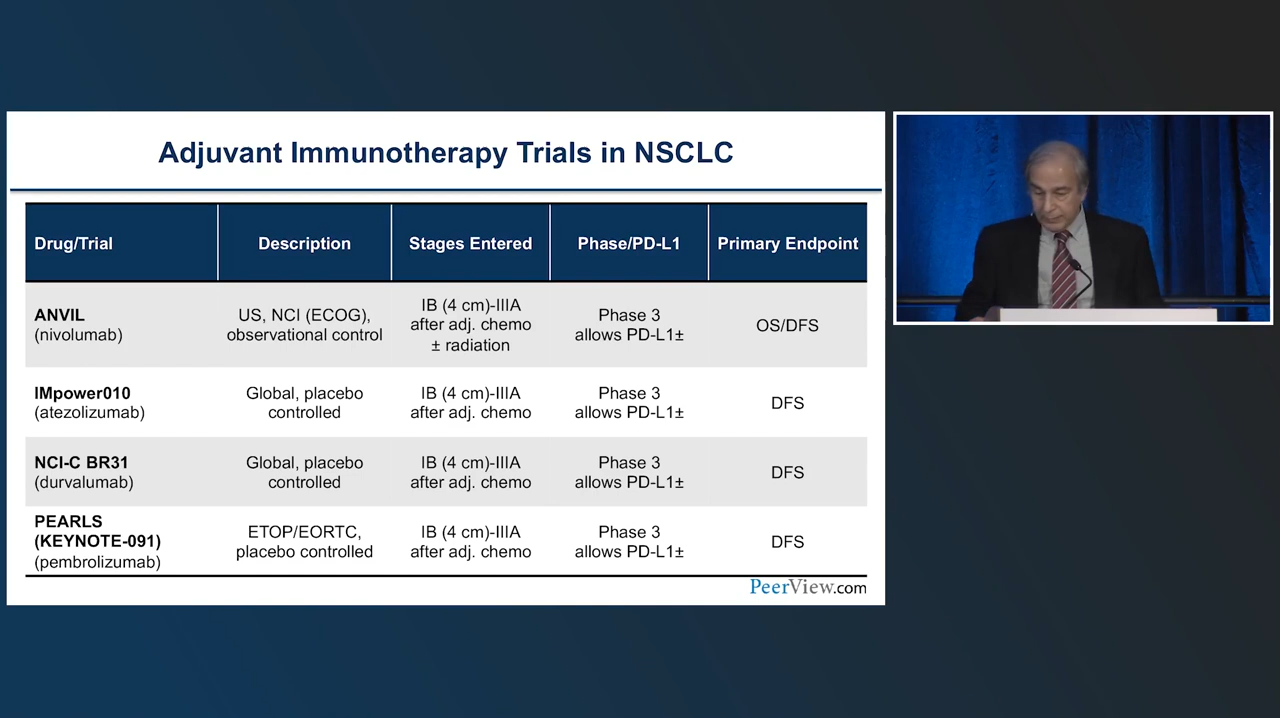 Adjuvant Immunotherapy Trials in NSCLC
Drug/Trial
Description
Stages Entered
Phase/PD-L1
Primary Endpoint
ANVIL
(nivolumab)
US, NCI (ECOG),
observational control
IB (4 cm)-IIIA
after adj. chemo
± radiation
Phase 3
allows PD-L1±
OS/DFS
IMpower010
(atezolizumab)
Global, placebo
controlled
IB (4 cm)-IIIA
after adj. chemo
Phase 3
allows PD-L1±
DFS
NCI-C BR31
(durvalumab)
Global, placebo
controlled
IB (4 cm)-IIIA
after adj. chemo
Phase 3
allows PD-L1±
DFS
PEARLS
(KEYNOTE-091)
(pembrolizumab)
ETOP/EORTC,
placebo controlled
IB (4 cm)-IIIA
after adj. chemo
Phase 3
allows PD-L1±
DFS
PeerView.com